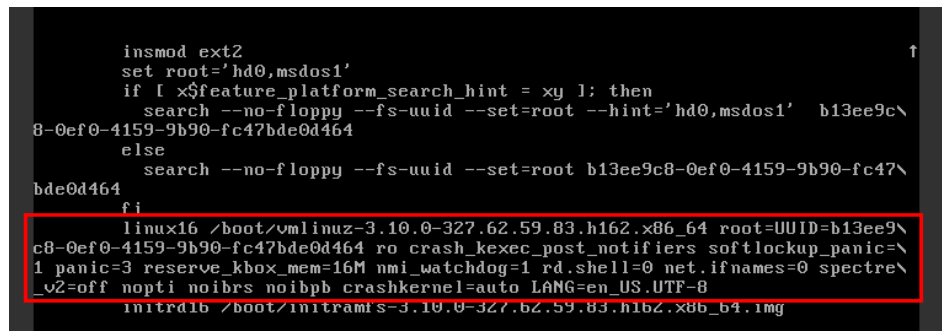 insmod ext2
set root='hd0,msdos1'
if [ x$feature_platform_search_hint = xy ]; then
search --no-floppy --fs-uuid --set=root --hint='hd0,msdos1' b13ee9c\
8-0ef0-4159-9b90-fc47bde0d464
else
search --no-floppy --fs-uuid --set=root b13ee9c8-0ef0-4159-9b90-fc47\
bde0d464
fi
linux16 /boot/vmlinuz-3.10.0-327.62.59.83.h162.x86_64 root=UUID=b13ee9\
c8-0ef0-4159-9b90-fc47bde0d464 ro crash_kexec_post_notifiers softlockup_panic=\
1 panic=3 reserve_kbox_mem=16M nmi_watchdog=1 rd.shell=0 net.ifnames=0 spectre\
_v2=off nopti noibrs noibpb crashkernel=auto LANG=en_US.UTF-8
initrd16 /boot/initramfs-3.10.0-327.62.59.83.h162.x86_64.img